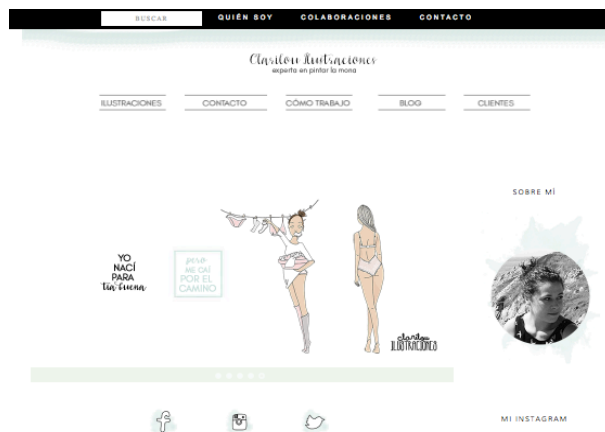 BUSCAR
QUIÉN SOY
COLABORACIONES
CONTACTO
Clarilou Ilustraciones
experta en pintar la mona
ILUSTRACIONES
CONTACTO
CÓMO TRABAJO
BLOG
CLIENTES
SOBRE MÍ
YO
NACÍ
PARA
tía buena
pero
ME CAÍ
POR EL
CAMINO
clarilou
ILUSTRACIONES
MI INSTAGRAM